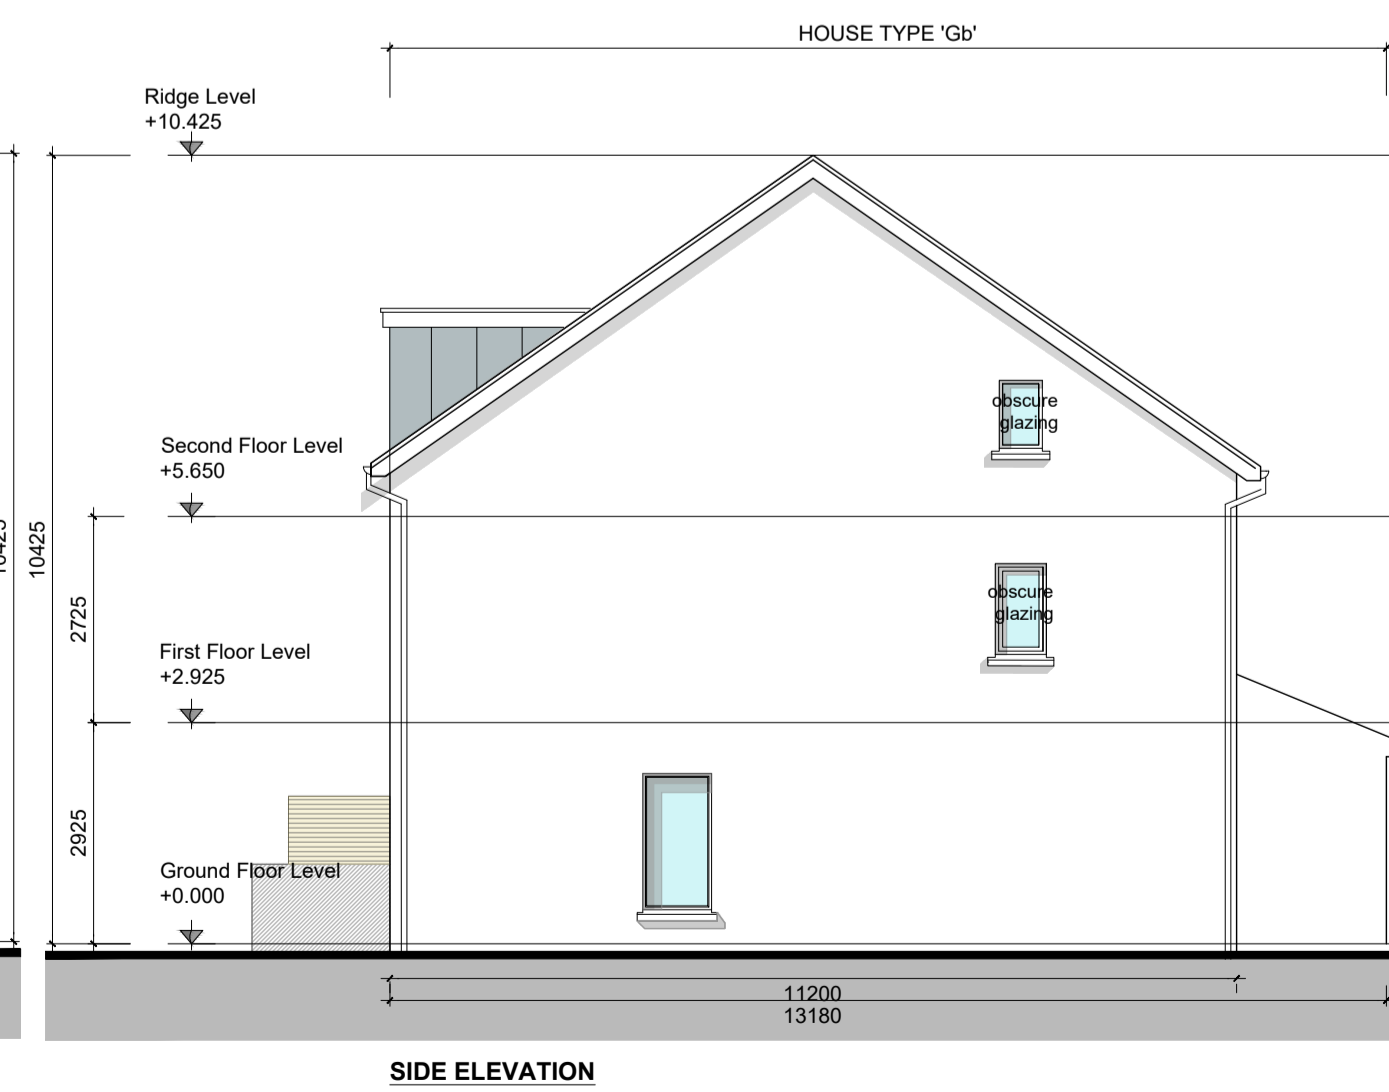 HOUSE TYPE 'Gb'
Ridge Level
+10.425
obscure
glazing
Second Floor Level
+5.650
10425
2725
obscure
glazing
First Floor Level
+2.925
2925
Ground Floor Level
+0.000
11200
13180
SIDE ELEVATION